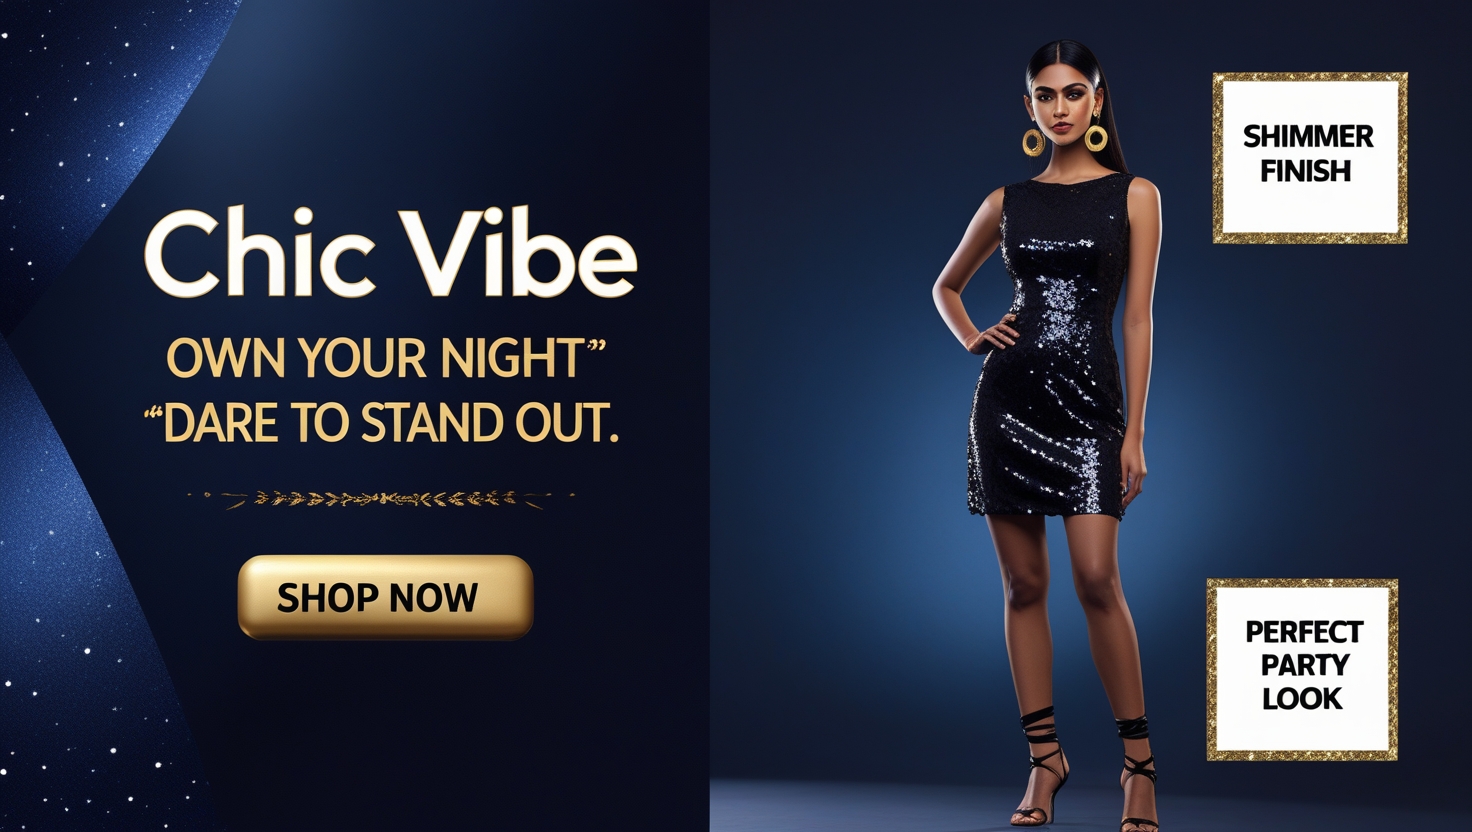 Chic Vibe
OWN YOUR NIGHT”
“DARE TO STAND OUT.
SHOP NOW
SHIMMER
FINISH
PERFECT
PARTY
LOOK